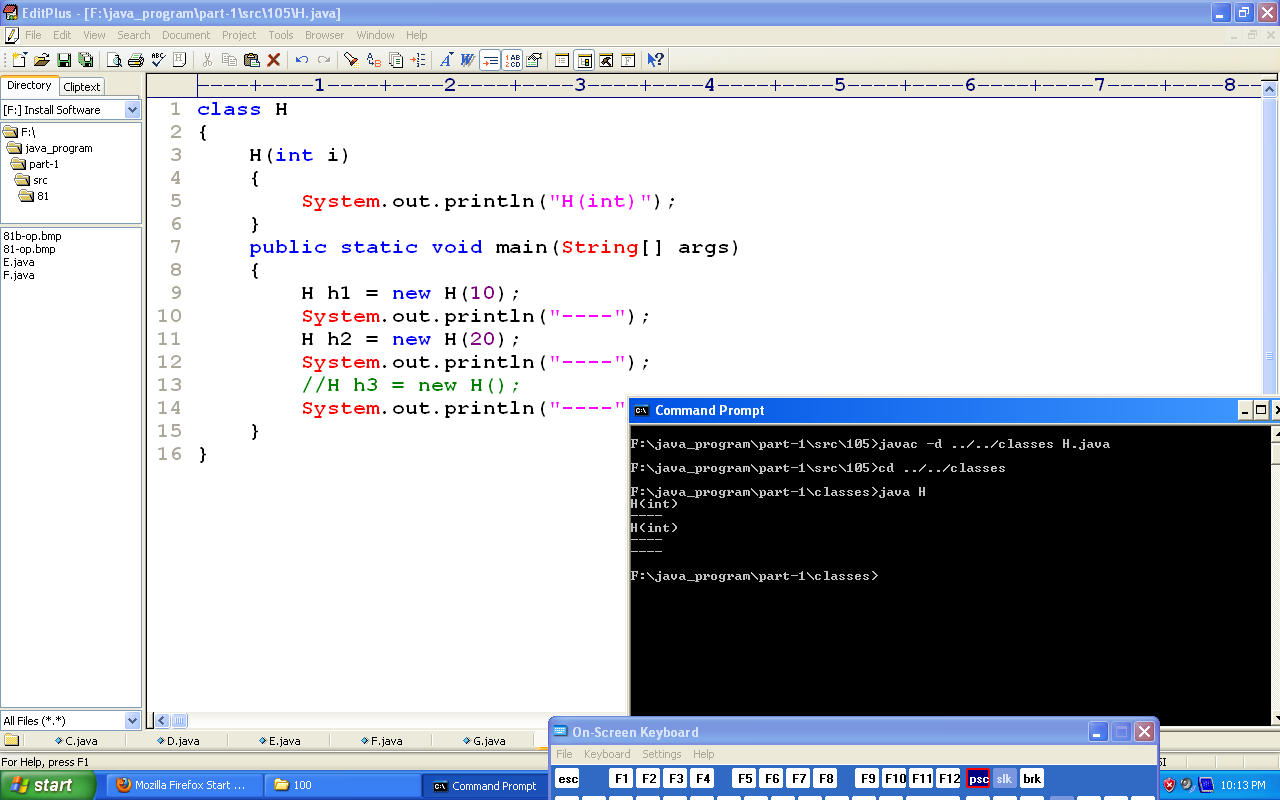 EditPlus - [F:\java_program\part-1\src\105\H.java]
File Edit View Search Document Project Tools Browser Window Help
Directory Cliptext
[F:] Install Software
F:\
java_program
part-1
src
81
81b-op.bmp
81-op.bmp
E.java
F.java
All Files (*.*)
----+----1----+----2----+----3----+----4----+----5----+----6----+----7----+----8--
1 class H
2 {
3 H(int i)
4 {
5 System.out.println("H(int)");
6 }
7 public static void main(String[] args)
8 {
9 H h1 = new H(10);
10 System.out.println("----");
11 H h2 = new H(20);
12 System.out.println("----");
13 //H h3 = new H();
14 System.out.println("----"
15 }
16 }
Command Prompt
F:\java_program\part-1\src\105>javac -d ../../classes H.java
F:\java_program\part-1\src\105>cd ../../classes
F:\java_program\part-1\classes>java H
H(int)
----
H(int)
----
----
F:\java_program\part-1\classes>
C.java D.java E.java F.java G.java
For Help, press F1
On-Screen Keyboard
File Keyboard Settings Help
esc F1 F2 F3 F4 F5 F6 F7 F8 F9 F10 F11 F12 psc slk brk
start Mozilla Firefox Start ... 100 Command Prompt 10:13 PM